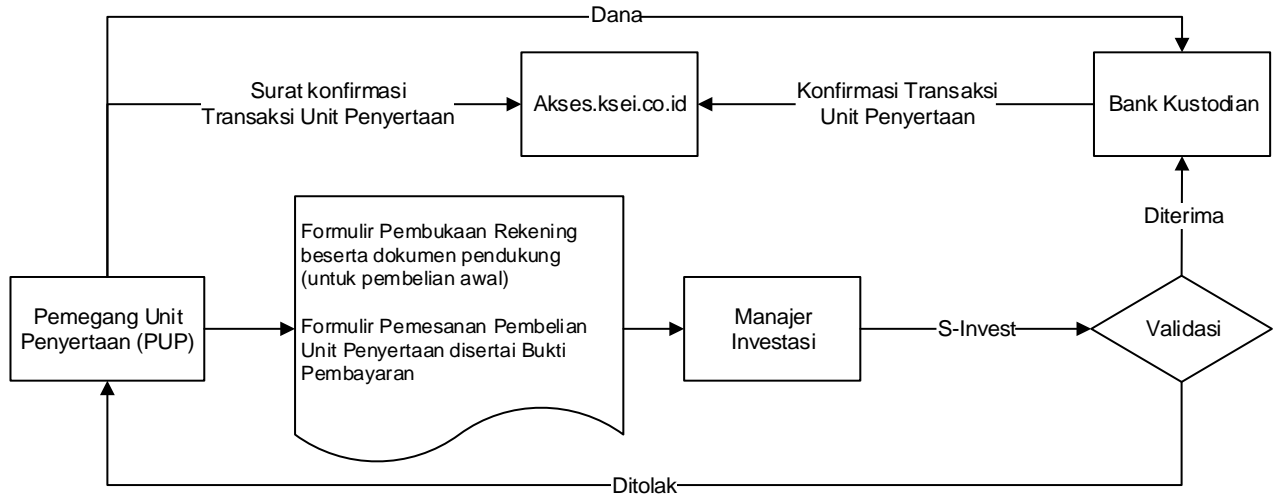 Dana
Surat konfirmasi
Transaksi Unit Penyertaan
Akses.ksei.co.id
Konfirmasi Transaksi
Unit Penyertaan
Bank Kustodian
Diterima
Formulir Pembukaan Rekening
beserta dokumen pendukung
(untuk pembelian awal)
Formulir Pemesanan Pembelian
Unit Penyertaan disertai Bukti
Pembayaran
Pemegang Unit
Penyertaan (PUP)
Manajer
Investasi
S-Invest
Validasi
Ditolak